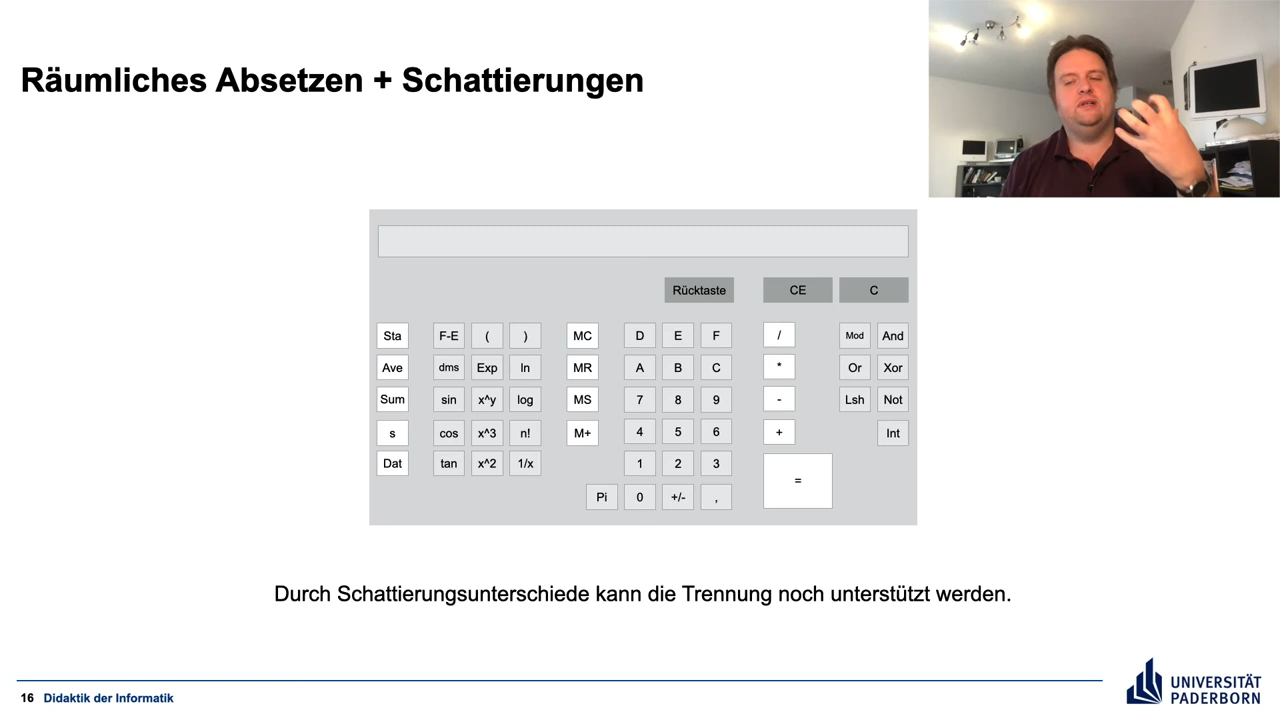 Räumliches Absetzen + Schattierungen
Rücktaste CE C
Sta F-E ( ) MC D E F / Mod And
Ave dms Exp ln MR A B C * Or Xor
Sum sin x^y log MS 7 8 9 - Lsh Not
s cos x^3 n! M+ 4 5 6 + Int
Dat tan x^2 1/x 1 2 3 =
Pi 0 +/- ,
Durch Schattierungsunterschiede kann die Trennung noch unterstützt werden.
16 Didaktik der Informatik
UNIVERSITÄT
PADERBORN